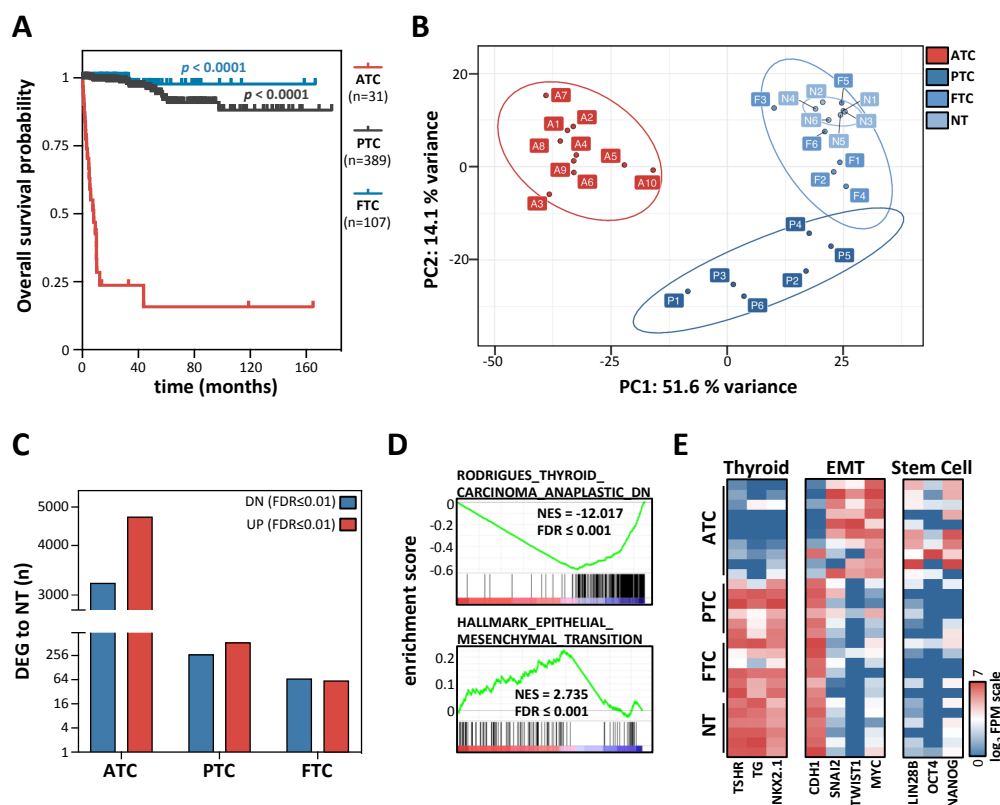 A
Overall survival probability
1
0.75
0.5
0.25
0
0
40
80
120
160
time (months)
p < 0.0001
p < 0.0001
ATC
(n=31)
PTC
(n=389)
FTC
(n=107)
B
PC2: 14.1 % variance
20
0
-20
-50
-25
0
25
PC1: 51.6 % variance
A7
A1
A2
A8
A4
A5
A9
A6
A10
A3
F5
F3
N4
N2
N1
N6
N3
F6
N5
F1
F2
F4
P4
P5
P3
P2
P1
P6
ATC
PTC
FTC
NT
C
DEG to NT (n)
5000
4000
3000
256
64
16
4
1
DN (FDR≤0.01)
UP (FDR≤0.01)
ATC
PTC
FTC
D
enrichment score
RODRIGUES_THYROID_
CARCINOMA_ANAPLASTIC_DN
0
-0.2
-0.4
-0.6
NES = -12.017
FDR ≤ 0.001
HALLMARK_EPITHELIAL_
MESENCHYMAL_TRANSITION
0.2
0.1
0
NES = 2.735
FDR ≤ 0.001
E
Thyroid
EMT
Stem Cell
ATC
PTC
FTC
NT
TSHR
TG
NKX2.1
CDH1
SNAI2
TWIST1
MYC
LIN28B
OCT4
NANOG
7
0
log₂ FPM scale